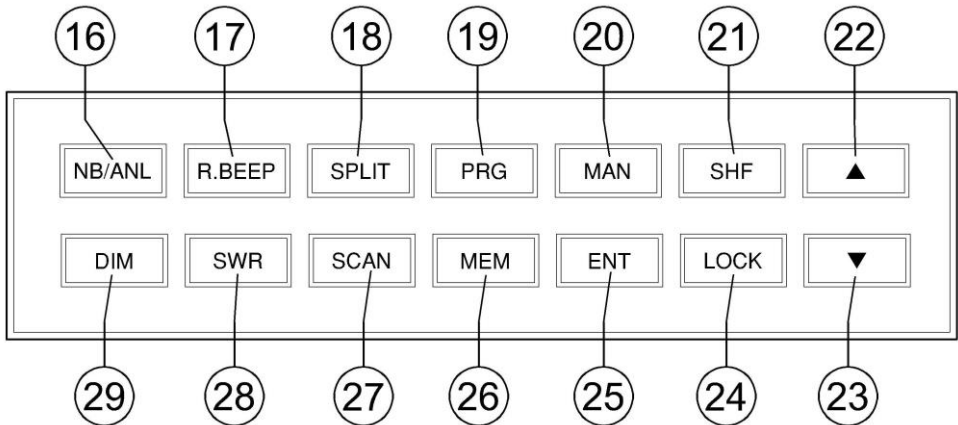 16 17 18 19 20 21 22
NB/ANL R.BEEP SPLIT PRG MAN SHF ▲
DIM SWR SCAN MEM ENT LOCK ▼
29 28 27 26 25 24 23